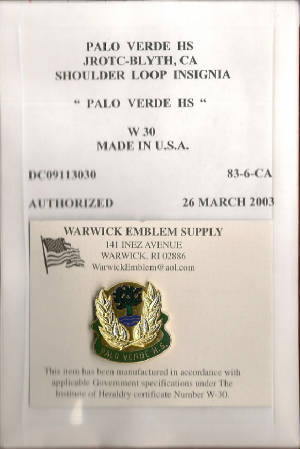 PALO VERDE HS
JROTC-BLYTH, CA
SHOULDER LOOP INSIGNIA
“ PALO VERDE HS “
W 30
MADE IN U.S.A.
DC09113030 83-6-CA
AUTHORIZED 26 MARCH 2003
WARWICK EMBLEM SUPPLY
141 INEZ AVENUE
WARWICK, RI 02886
WarwickEmblem@aol.com
PALO VERDE H.S.
This item has been manufactured in accordance with
applicable Government specifications under The
Institute of Heraldry certificate Number W-30.